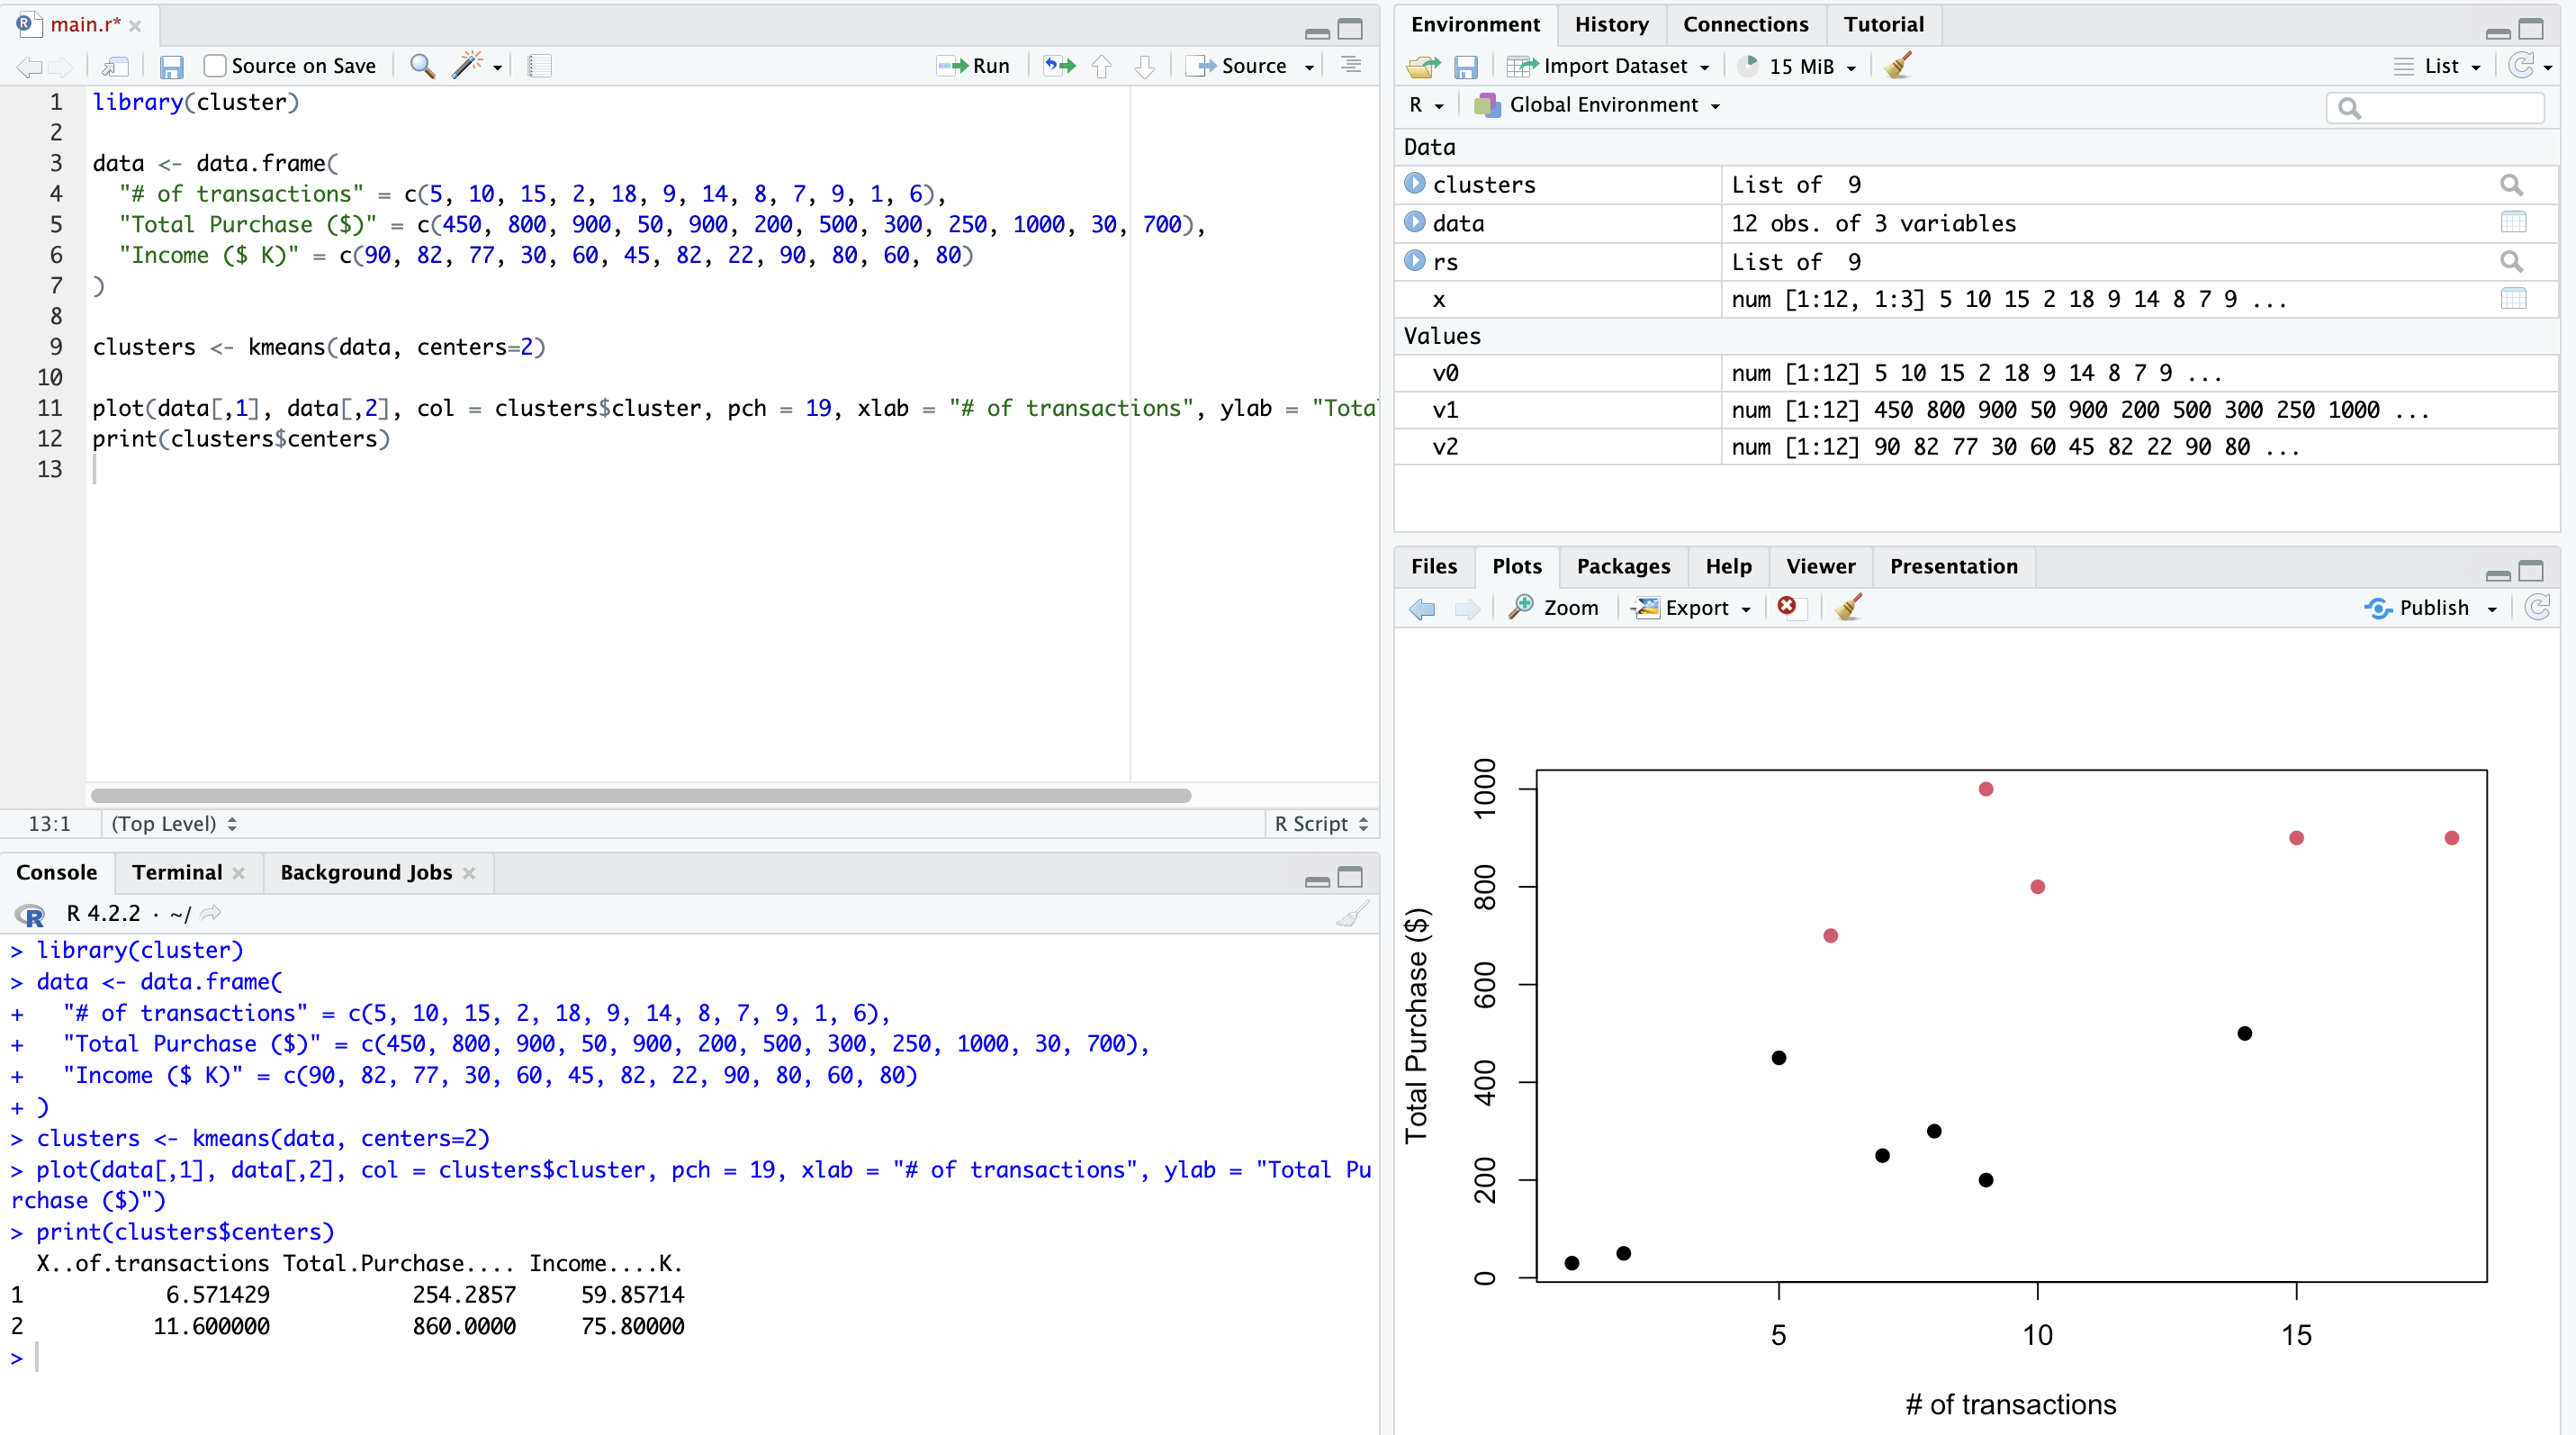 main.r*
Source on Save
Run
Source
1 library(cluster)
2
3 data <- data.frame(
4 "# of transactions" = c(5, 10, 15, 2, 18, 9, 14, 8, 7, 9, 1, 6),
5 "Total Purchase ($)" = c(450, 800, 900, 50, 900, 200, 500, 300, 250, 1000, 30, 700),
6 "Income ($ K)" = c(90, 82, 77, 30, 60, 45, 82, 22, 90, 80, 60, 80)
7 )
8
9 clusters <- kmeans(data, centers=2)
10
11 plot(data[,1], data[,2], col = clusters$cluster, pch = 19, xlab = "# of transactions", ylab = "Tota
12 print(clusters$centers)
13
13:1 (Top Level) R Script
Console Terminal Background Jobs
R 4.2.2 · ~/
> library(cluster)
> data <- data.frame(
+ "# of transactions" = c(5, 10, 15, 2, 18, 9, 14, 8, 7, 9, 1, 6),
+ "Total Purchase ($)" = c(450, 800, 900, 50, 900, 200, 500, 300, 250, 1000, 30, 700),
+ "Income ($ K)" = c(90, 82, 77, 30, 60, 45, 82, 22, 90, 80, 60, 80)
+ )
> clusters <- kmeans(data, centers=2)
> plot(data[,1], data[,2], col = clusters$cluster, pch = 19, xlab = "# of transactions", ylab = "Total Pu
rchase ($)")
> print(clusters$centers)
X..of.transactions Total.Purchase.... Income....K.
1 6.571429 254.2857 59.85714
2 11.600000 860.0000 75.80000
>
Environment History Connections Tutorial
Import Dataset 15 MiB List
R Global Environment
Data
clusters List of 9
data 12 obs. of 3 variables
rs List of 9
x num [1:12, 1:3] 5 10 15 2 18 9 14 8 7 9 ...
Values
v0 num [1:12] 5 10 15 2 18 9 14 8 7 9 ...
v1 num [1:12] 450 800 900 50 900 200 500 300 250 1000 ...
v2 num [1:12] 90 82 77 30 60 45 82 22 90 80 ...
Files Plots Packages Help Viewer Presentation
Zoom Export Publish
Total Purchase ($)
1000
800
600
400
200
0
5 10 15
# of transactions